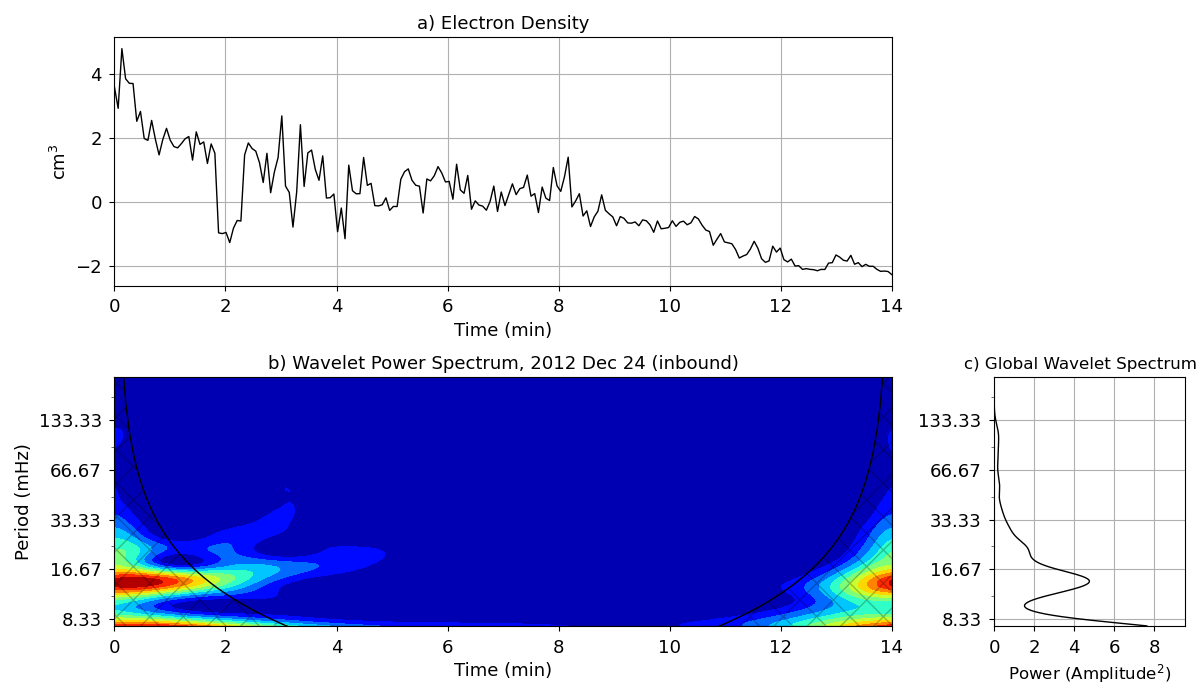 a) Electron Density
4
2
0
−2
cm³
0 2 4 6 8 10 12 14
Time (min)
b) Wavelet Power Spectrum, 2012 Dec 24 (inbound)
133.33
66.67
33.33
16.67
8.33
Period (mHz)
0 2 4 6 8 10 12 14
Time (min)
c) Global Wavelet Spectrum
133.33
66.67
33.33
16.67
8.33
0 2 4 6 8
Power (Amplitude²)